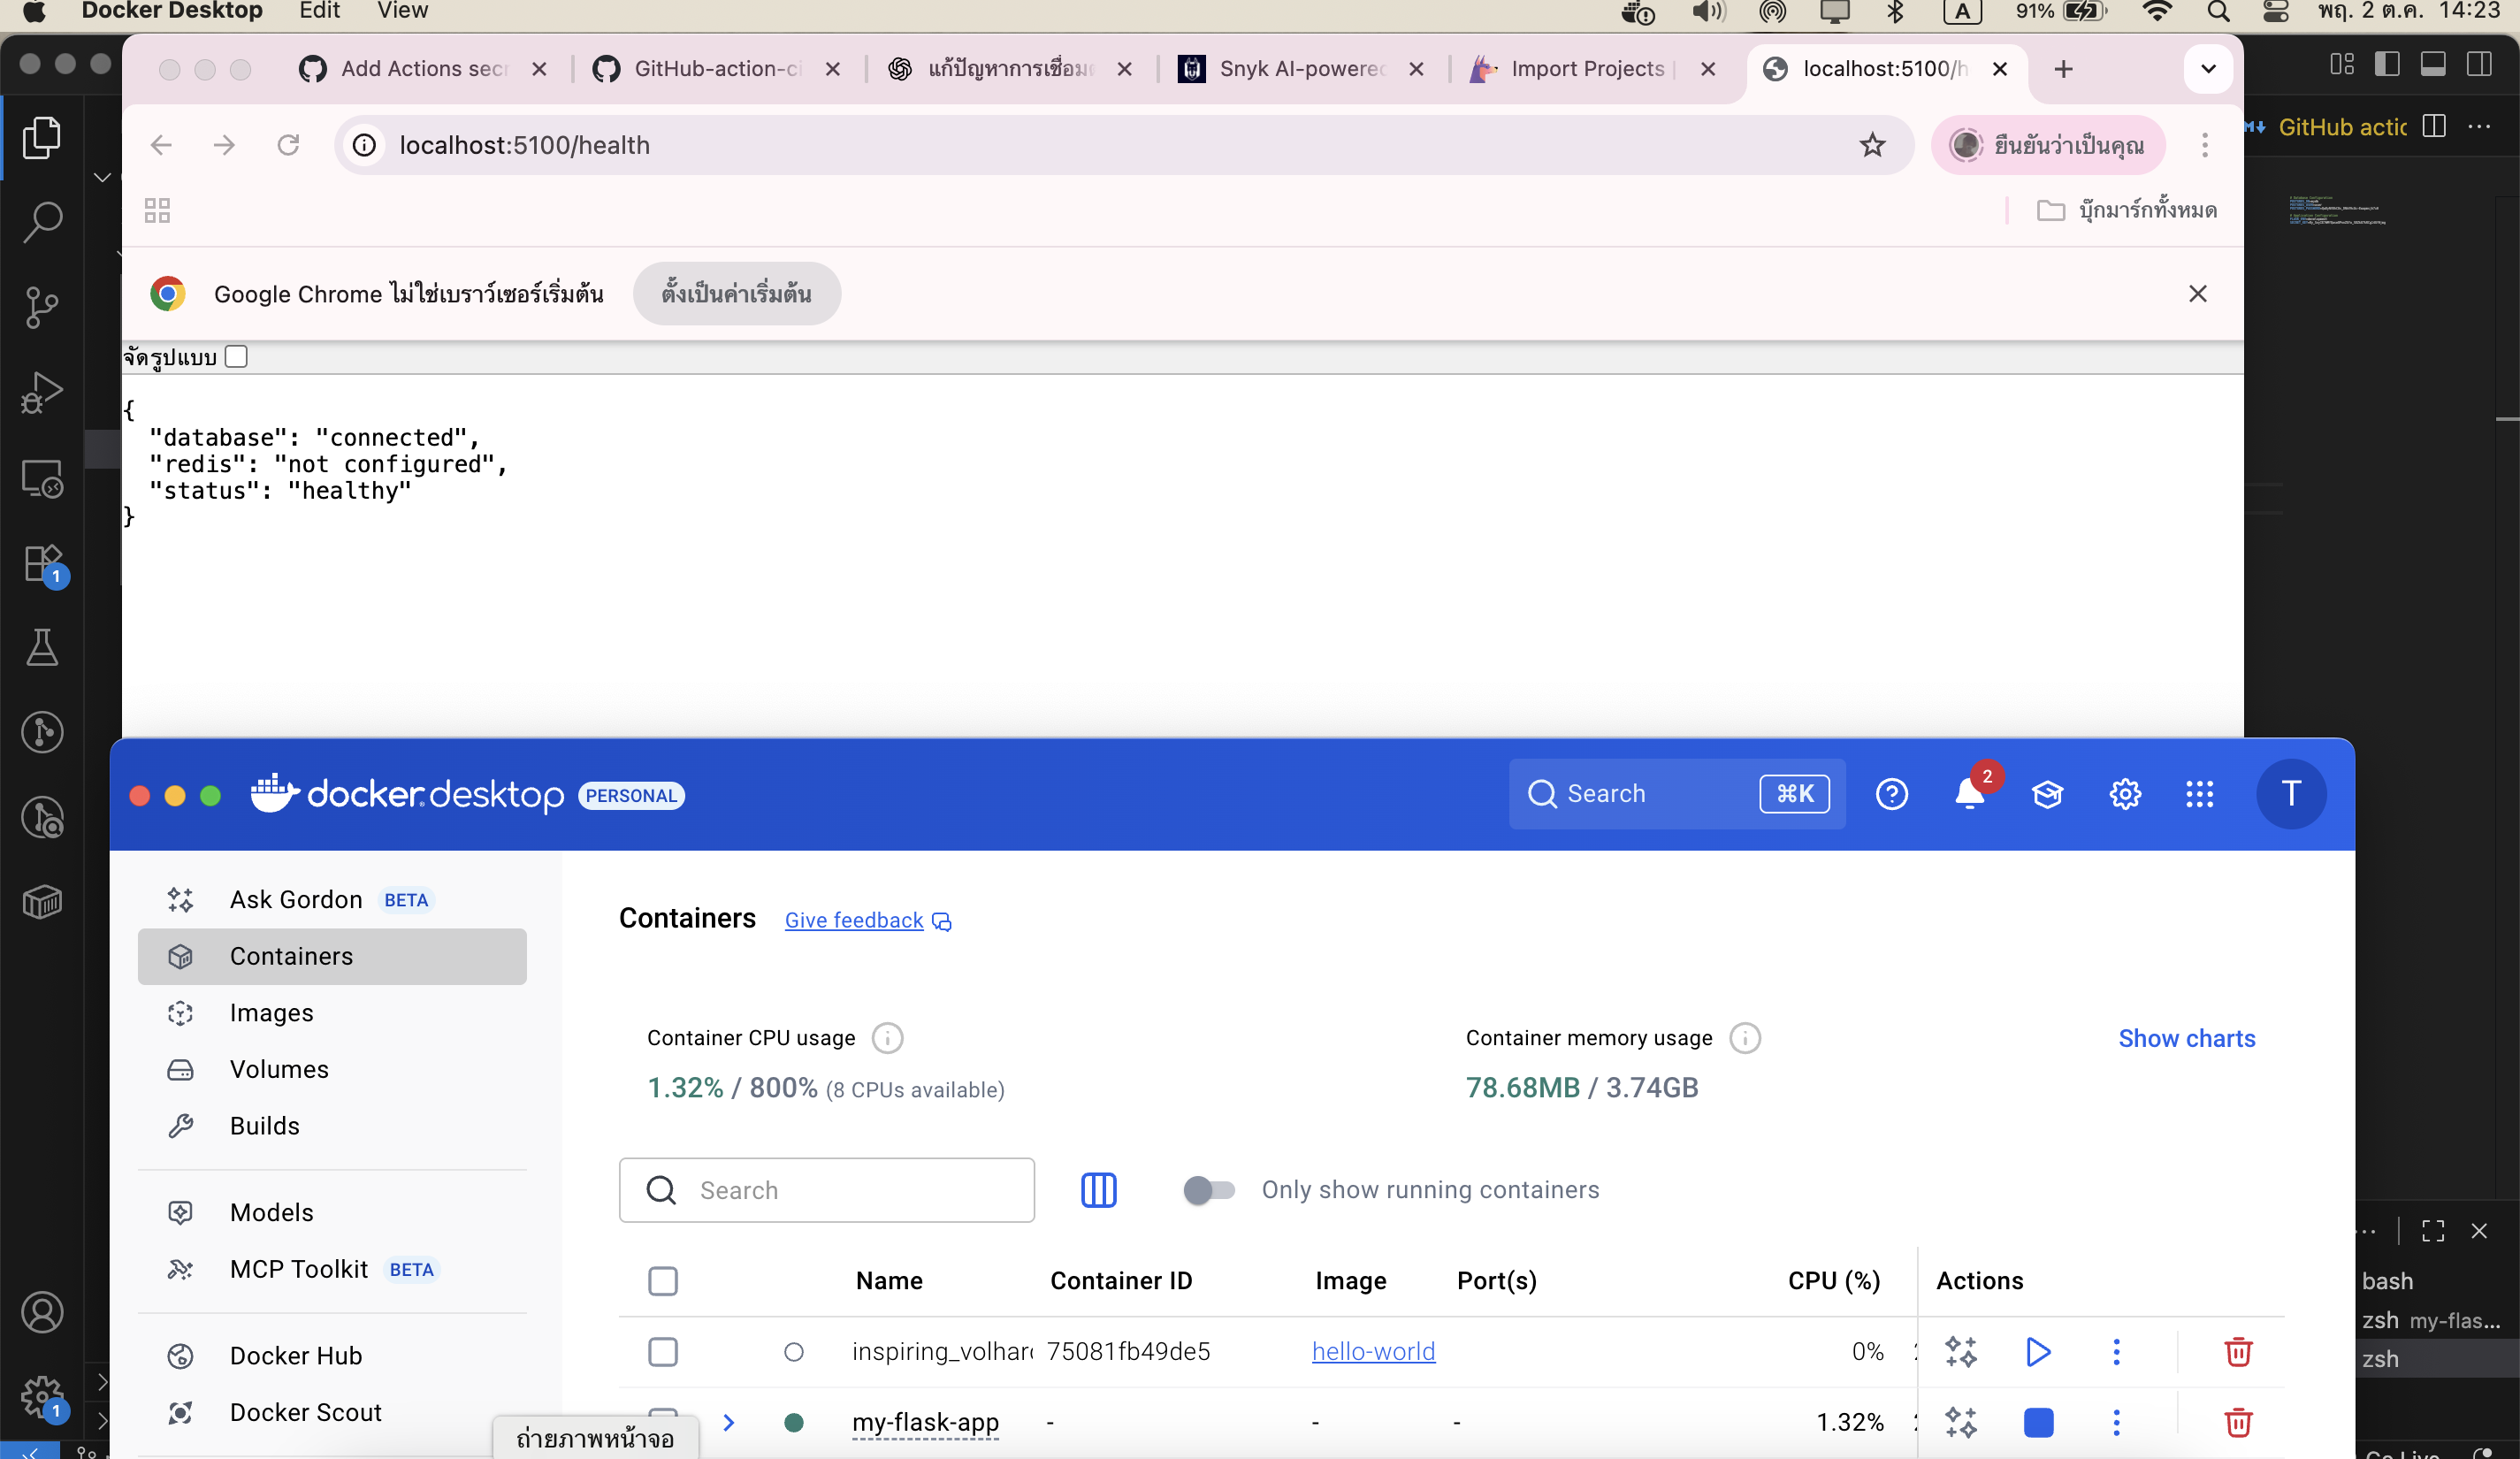 Docker Desktop Edit View A 91% พฤ. 2 ต.ค. 14:23
Add Actions secr GitHub-action-ci แก้ปัญหาการเชื่อม Snyk AI-powered Import Projects | localhost:5100/h
localhost:5100/health ยืนยันว่าเป็นคุณ
GitHub actic
บุ๊กมาร์กทั้งหมด
Google Chrome ไม่ใช่เบราว์เซอร์เริ่มต้น ตั้งเป็นค่าเริ่มต้น
จัดรูปแบบ
{
"database": "connected",
"redis": "not configured",
"status": "healthy"
}
1
docker desktop PERSONAL Search ⌘K 2 T
Ask Gordon BETA
Containers
Images
Volumes
Builds
Models
MCP Toolkit BETA
Docker Hub
Docker Scout
Containers Give feedback
Container CPU usage Container memory usage Show charts
1.32% / 800% (8 CPUs available) 78.68MB / 3.74GB
Search Only show running containers
Name Container ID Image Port(s) CPU (%) Actions
inspiring_volhar 75081fb49de5 hello-world 0%
my-flask-app - - - 1.32%
ถ่ายภาพหน้าจอ
bash
zsh my-flas...
zsh
1
Go Live